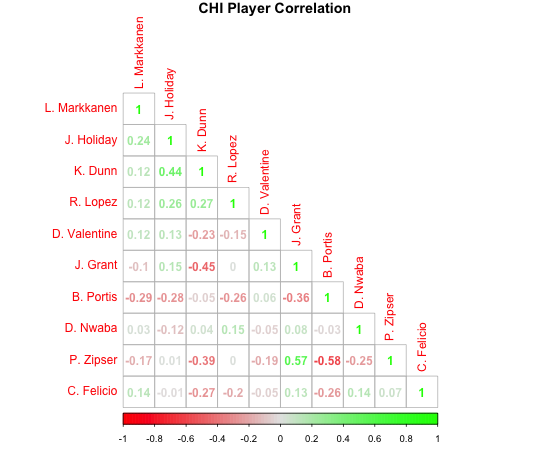 CHI Player Correlation
L. Markkanen
J. Holiday
K. Dunn
R. Lopez
D. Valentine
J. Grant
B. Portis
D. Nwaba
P. Zipser
C. Felicio
L. Markkanen 1
J. Holiday 0.24 1
K. Dunn 0.12 0.44 1
R. Lopez 0.12 0.26 0.27 1
D. Valentine 0.12 0.13 -0.23 -0.15 1
J. Grant -0.1 0.15 -0.45 0 0.13 1
B. Portis -0.29 -0.28 -0.05 -0.26 0.06 -0.36 1
D. Nwaba 0.03 -0.12 0.04 0.15 -0.05 0.08 -0.03 1
P. Zipser -0.17 0.01 -0.39 0 -0.19 0.57 -0.58 -0.25 1
C. Felicio 0.14 -0.01 -0.27 -0.2 -0.05 0.13 -0.26 0.14 0.07 1
-1 -0.8 -0.6 -0.4 -0.2 0 0.2 0.4 0.6 0.8 1